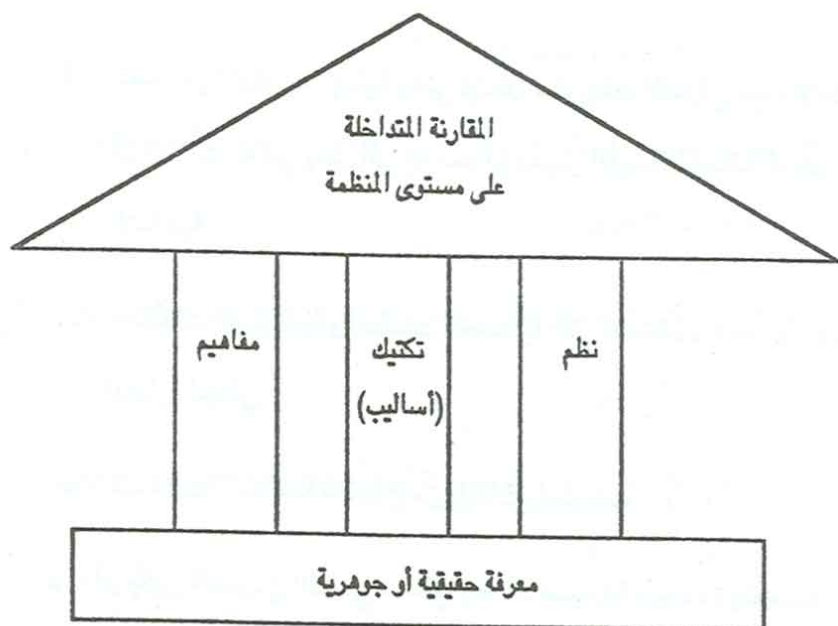 المقارنة المتداخلة
على مستوى المنظمة
نظم
تكتيك
(أساليب)
مفاهيم
معرفة حقيقية أو جوهرية